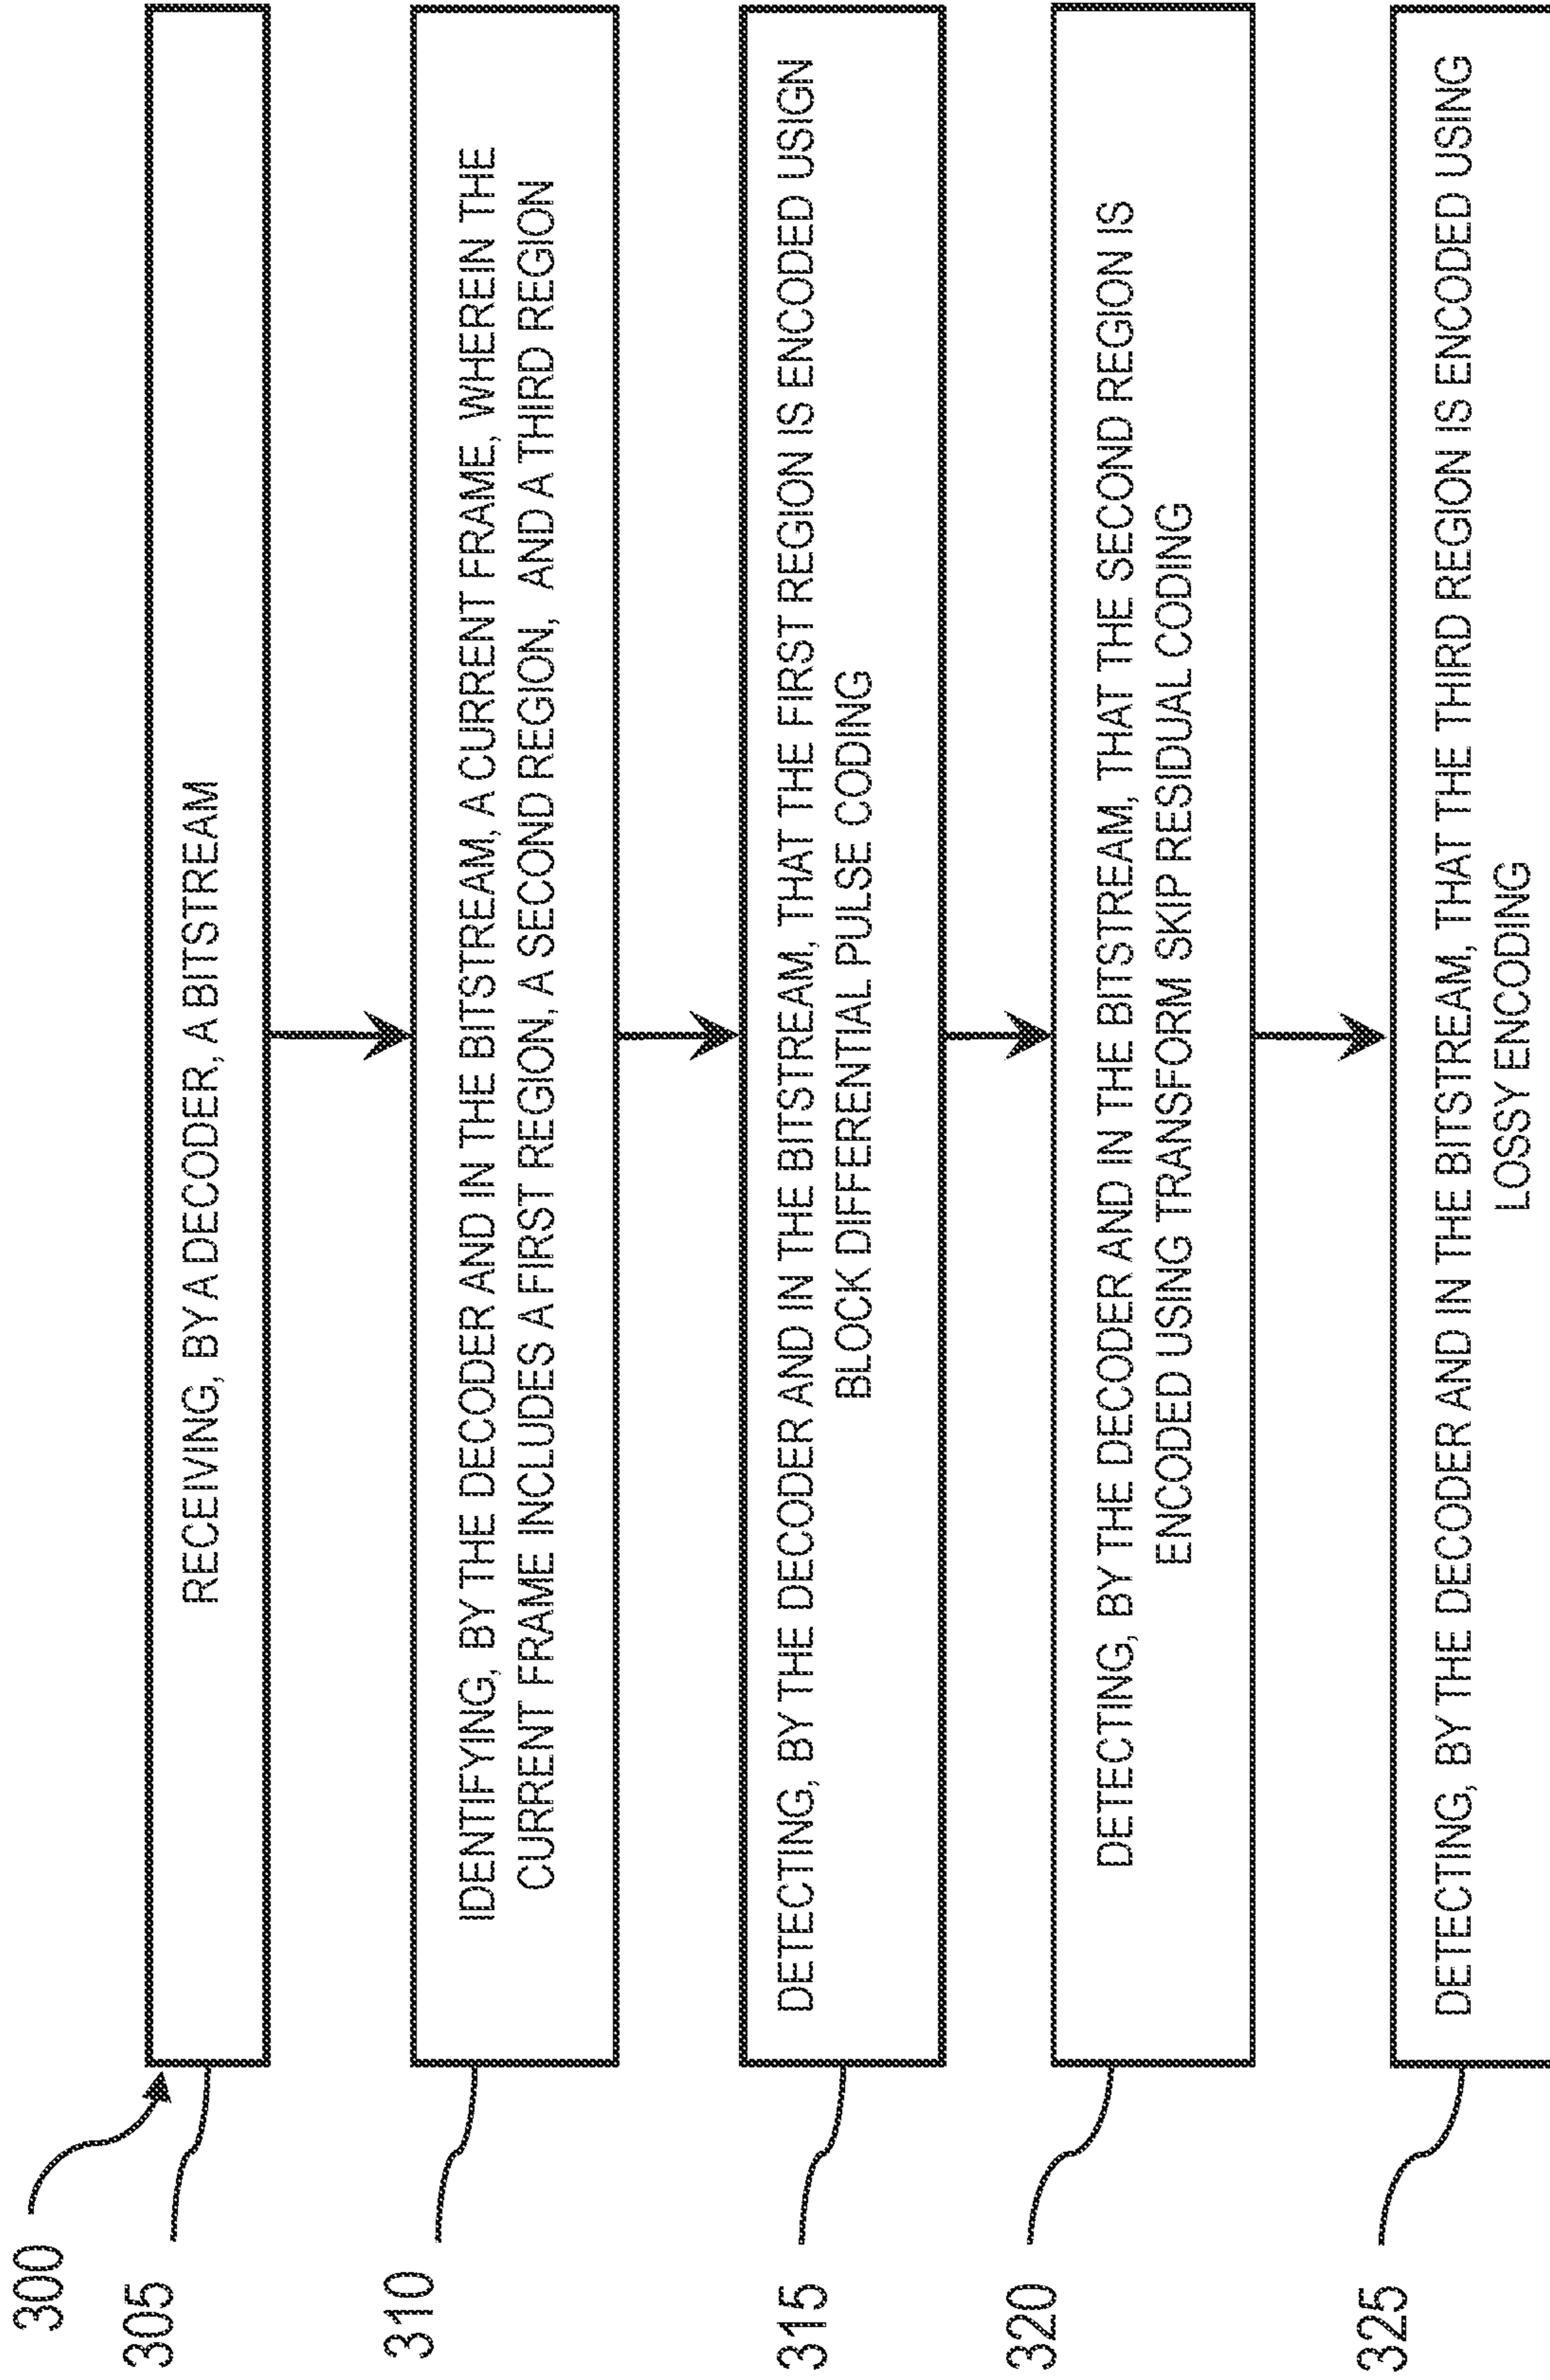 300
305
RECEIVING, BY A DECODER, A BITSTREAM
310
IDENTIFYING, BY THE DECODER AND IN THE BITSTREAM, A CURRENT FRAME, WHEREIN THE
CURRENT FRAME INCLUDES A FIRST REGION, A SECOND REGION, AND A THIRD REGION
315
DETECTING, BY THE DECODER AND IN THE BITSTREAM, THAT THE FIRST REGION IS ENCODED USIGN
BLOCK DIFFERENTIAL PULSE CODING
320
DETECTING, BY THE DECODER AND IN THE BITSTREAM, THAT THE SECOND REGION IS
ENCODED USING TRANSFORM SKIP RESIDUAL CODING
325
DETECTING, BY THE DECODER AND IN THE BITSTREAM, THAT THE THIRD REGION IS ENCODED USING
LOSSY ENCODING